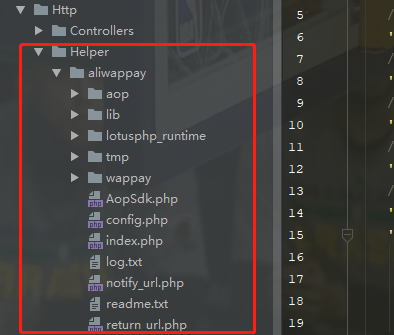 Http
Controllers
Helper
aliwappay
aop
lib
lotusphp_runtime
tmp
wappay
AopSdk.php
config.php
index.php
log.txt
notify_url.php
readme.txt
return_url.php
5 /
6 '
7 /
8 '
9 /
10 '
11 /
12 '
13 /
14 '
15 '
16
17
18
19